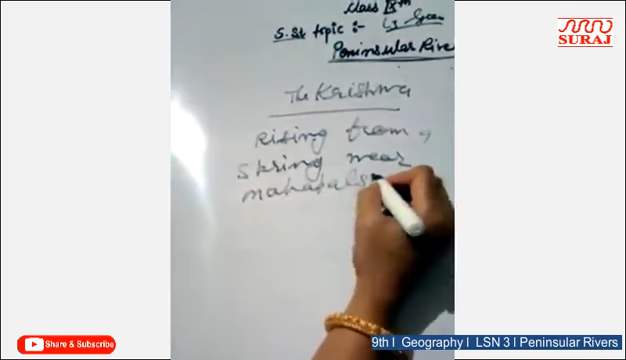 Class IXth
S.St topic :-
Peninsular Rive
SURAJ
The Krishna
Rising from a
Spring near
mahabals
Share & Subscribe
9th I Geography I LSN 3 I Peninsular Rivers